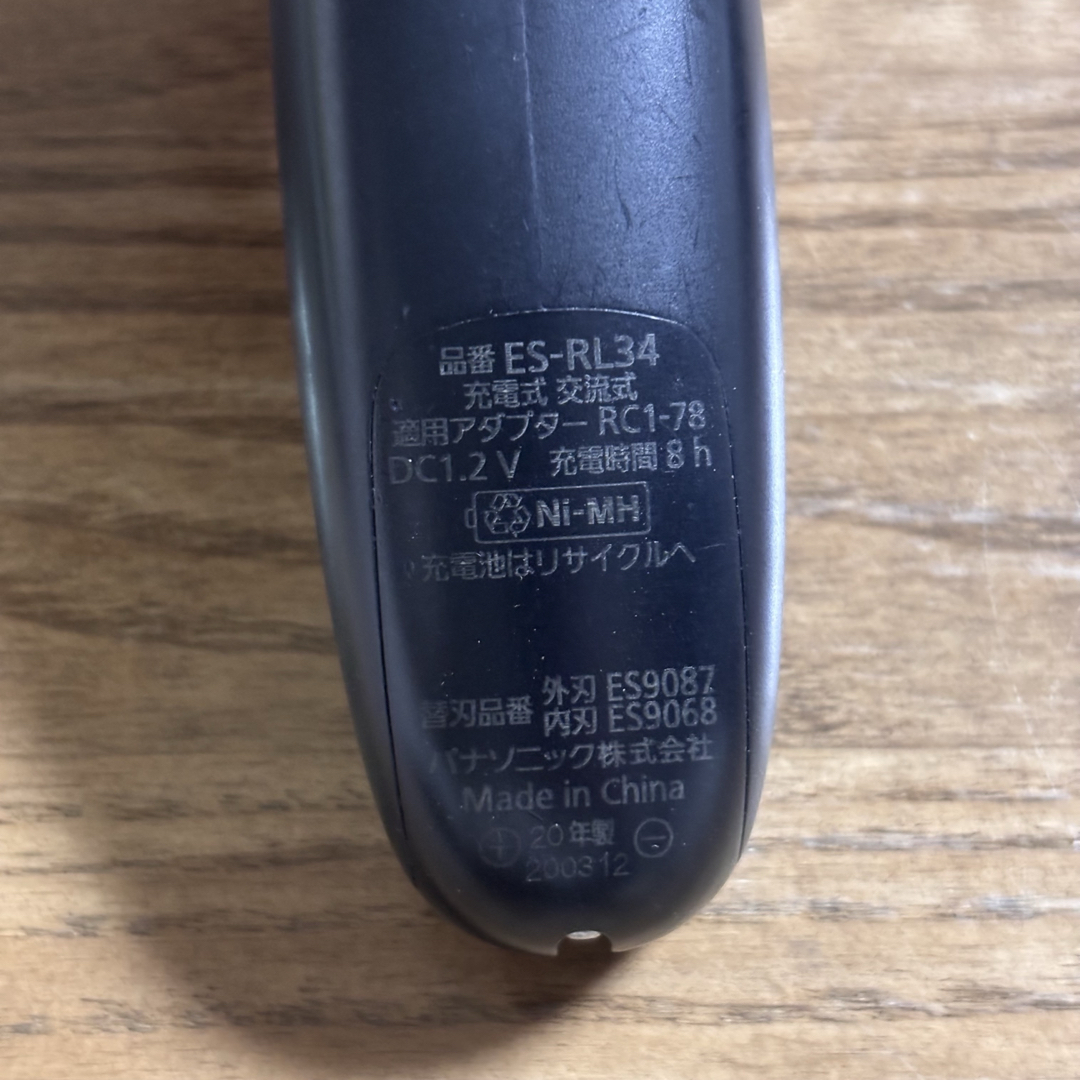 品番 ES-RL34
充電式 交流式
適用アダプター RC1-78
DC1.2V 充電時間 8h
Ni-MH
充電池はリサイクルへ
替刃品番 外刃 ES9087
内刃 ES9068
パナソニック株式会社
Made in China
20年製
200312